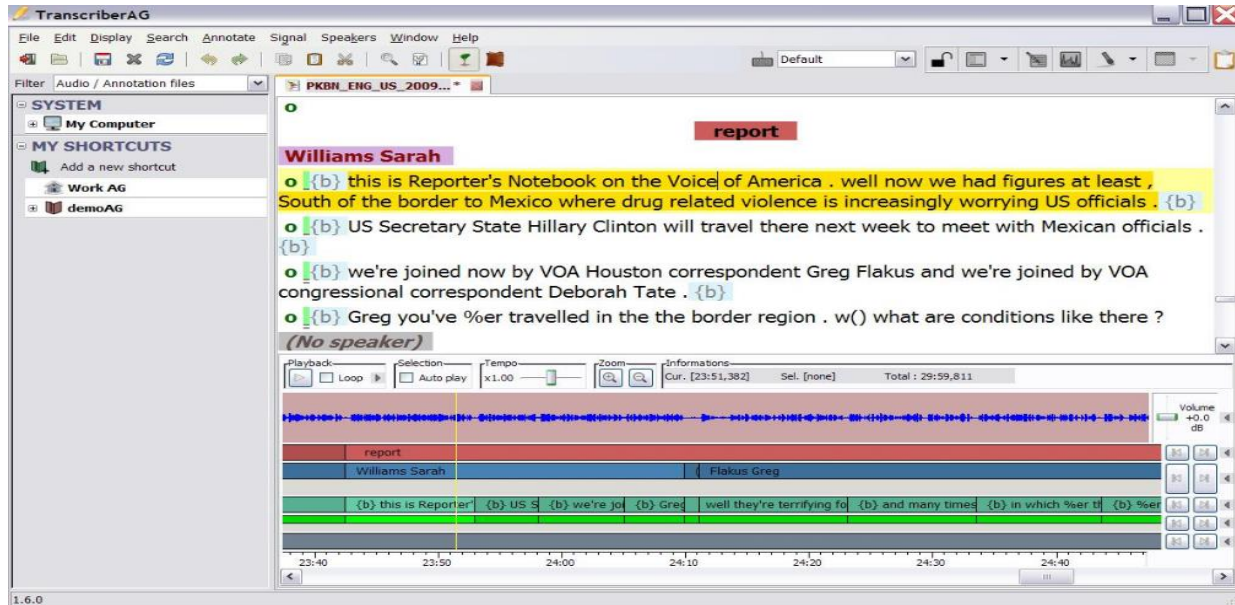 TranscriberAG
File Edit Display Search Annotate Signal Speakers Window Help
Default
Filter Audio / Annotation files
PKBN_ENG_US_2009...*
SYSTEM
My Computer
MY SHORTCUTS
Add a new shortcut
Work AG
demoAG
o
report
Williams Sarah
o {b} this is Reporter's Notebook on the Voice of America . well now we had figures at least ,
South of the border to Mexico where drug related violence is increasingly worrying US officials . {b}
o {b} US Secretary State Hillary Clinton will travel there next week to meet with Mexican officials .
{b}
o {b} we're joined now by VOA Houston correspondent Greg Flakus and we're joined by VOA
congressional correspondent Deborah Tate . {b}
o {b} Greg you've %er travelled in the the border region . w() what are conditions like there ?
(No speaker)
Playback Selection Tempo Zoom Informations
Loop Auto play x1.00 Cur. [23:51,382] Sel. [none] Total : 29:59,811
Volume
+0.0
dB
report
Williams Sarah ( Flakus Greg
{b} this is Reporter' {b} US S {b} we're joi {b} Greg well they're terrifying fo {b} and many times {b} in which %er th {b} %er
23:40 23:50 24:00 24:10 24:20 24:30 24:40
1.6.0